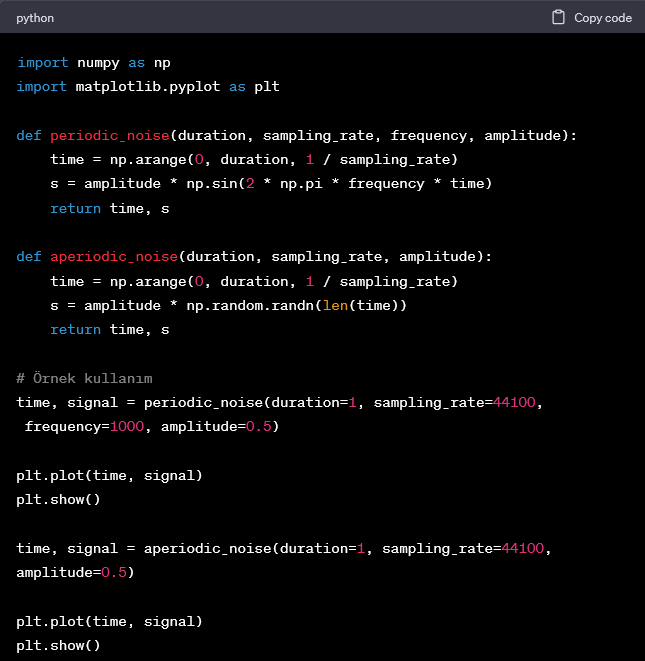 python Copy code
import numpy as np
import matplotlib.pyplot as plt
def periodic_noise(duration, sampling_rate, frequency, amplitude):
    time = np.arange(0, duration, 1 / sampling_rate)
    s = amplitude * np.sin(2 * np.pi * frequency * time)
    return time, s
def aperiodic_noise(duration, sampling_rate, amplitude):
    time = np.arange(0, duration, 1 / sampling_rate)
    s = amplitude * np.random.randn(len(time))
    return time, s
# Örnek kullanım
time, signal = periodic_noise(duration=1, sampling_rate=44100,
 frequency=1000, amplitude=0.5)
plt.plot(time, signal)
plt.show()
time, signal = aperiodic_noise(duration=1, sampling_rate=44100,
amplitude=0.5)
plt.plot(time, signal)
plt.show()